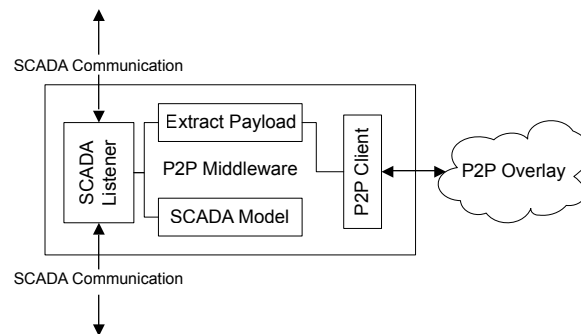 SCADA Communication
Extract Payload
SCADA
Listener
P2P Middleware
P2P Client
P2P Overlay
SCADA Model
SCADA Communication